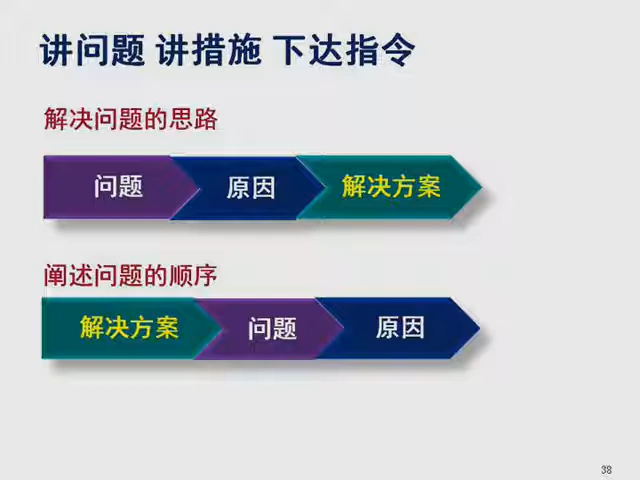 讲问题 讲措施 下达指令
解决问题的思路
问题 原因 解决方案
阐述问题的顺序
解决方案 问题 原因
38